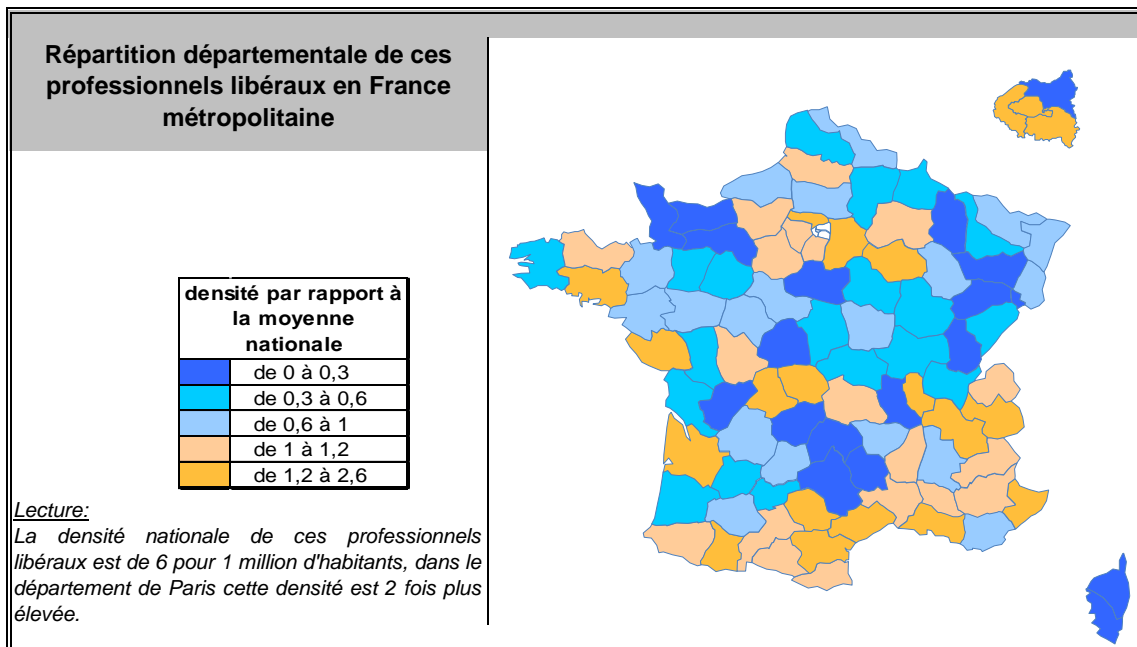 Répartition départementale de ces
professionnels libéraux en France
métropolitaine
densité par rapport à
la moyenne
nationale
de 0 à 0,3
de 0,3 à 0,6
de 0,6 à 1
de 1 à 1,2
de 1,2 à 2,6
Lecture:
La densité nationale de ces professionnels
libéraux est de 6 pour 1 million d'habitants, dans le
département de Paris cette densité est 2 fois plus
élevée.